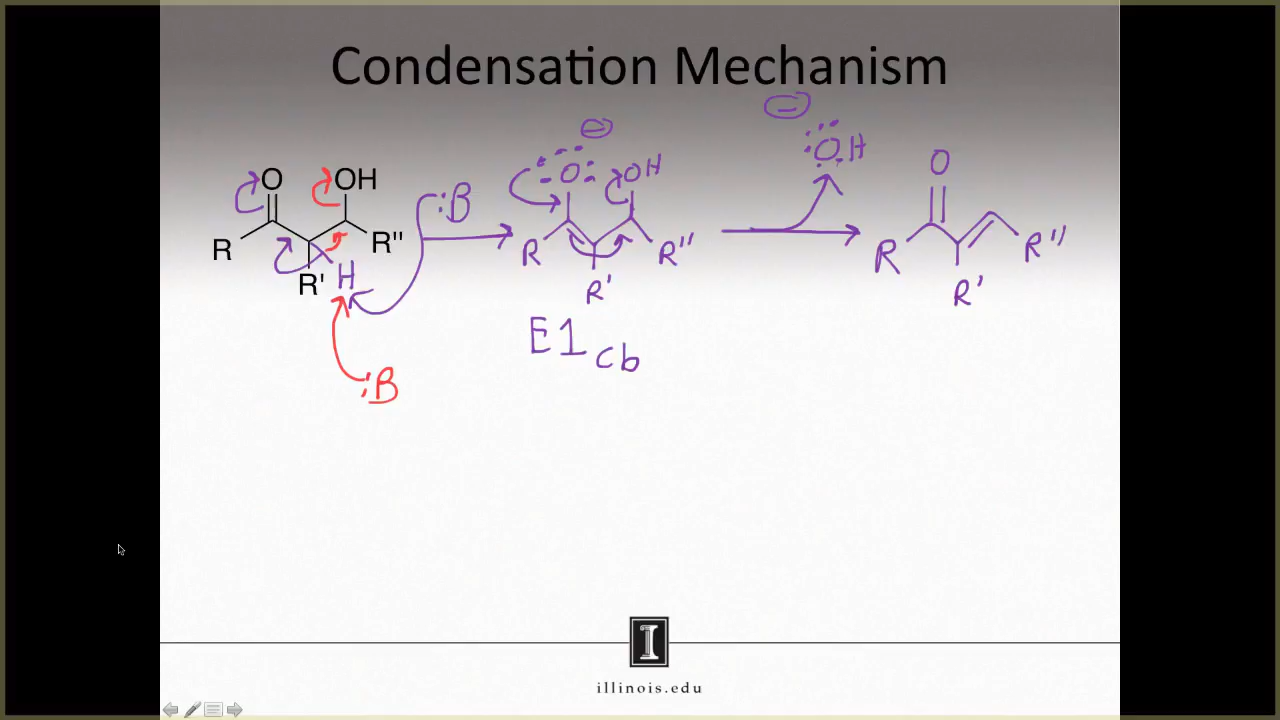 Condensation Mechanism
O OH R R' H R'' :B
:B
⊖ O OH R R' R''
E1cb
⊖ OH
O R R' R''
I
illinois.edu